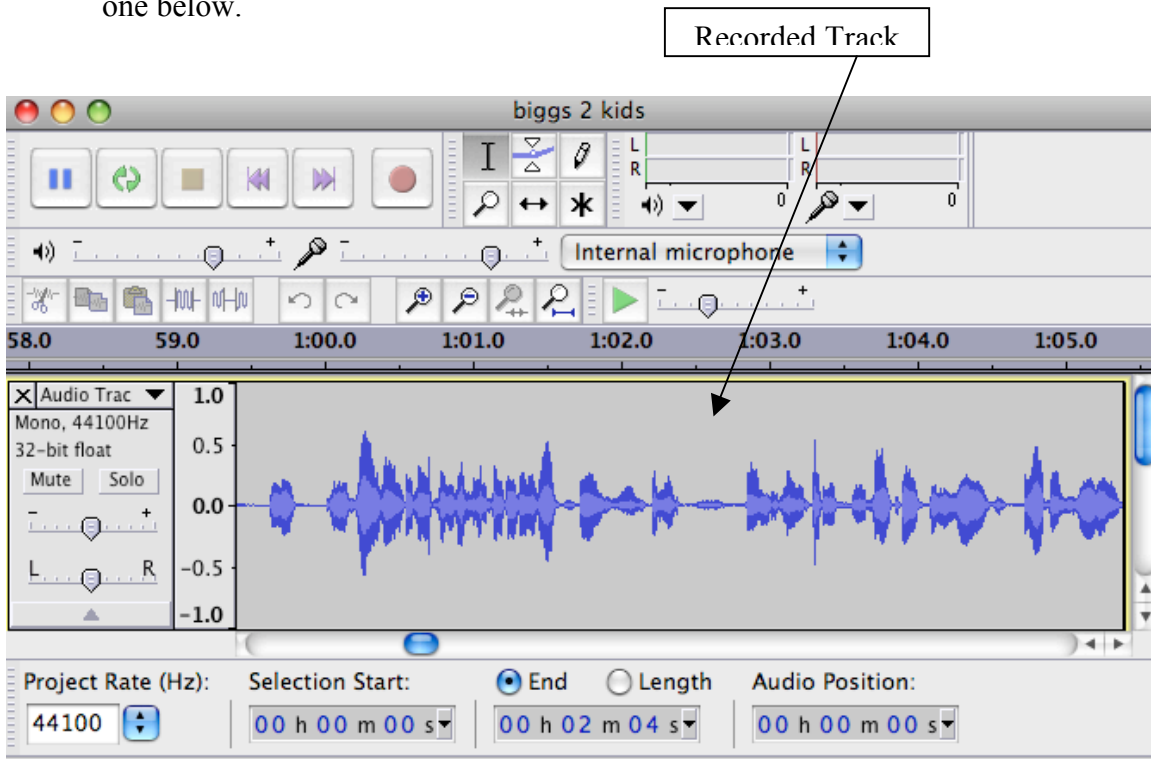 one below.
Recorded Track
biggs 2 kids
L
R
0
L
R
0
- +
- +
Internal microphone
- +
58.0 59.0 1:00.0 1:01.0 1:02.0 1:03.0 1:04.0 1:05.0
Audio Trac
Mono, 44100Hz
32-bit float
Mute Solo
- +
L R
1.0
0.5
0.0
-0.5
-1.0
Project Rate (Hz): Selection Start: End Length Audio Position:
44100 00 h 00 m 00 s 00 h 02 m 04 s 00 h 00 m 00 s